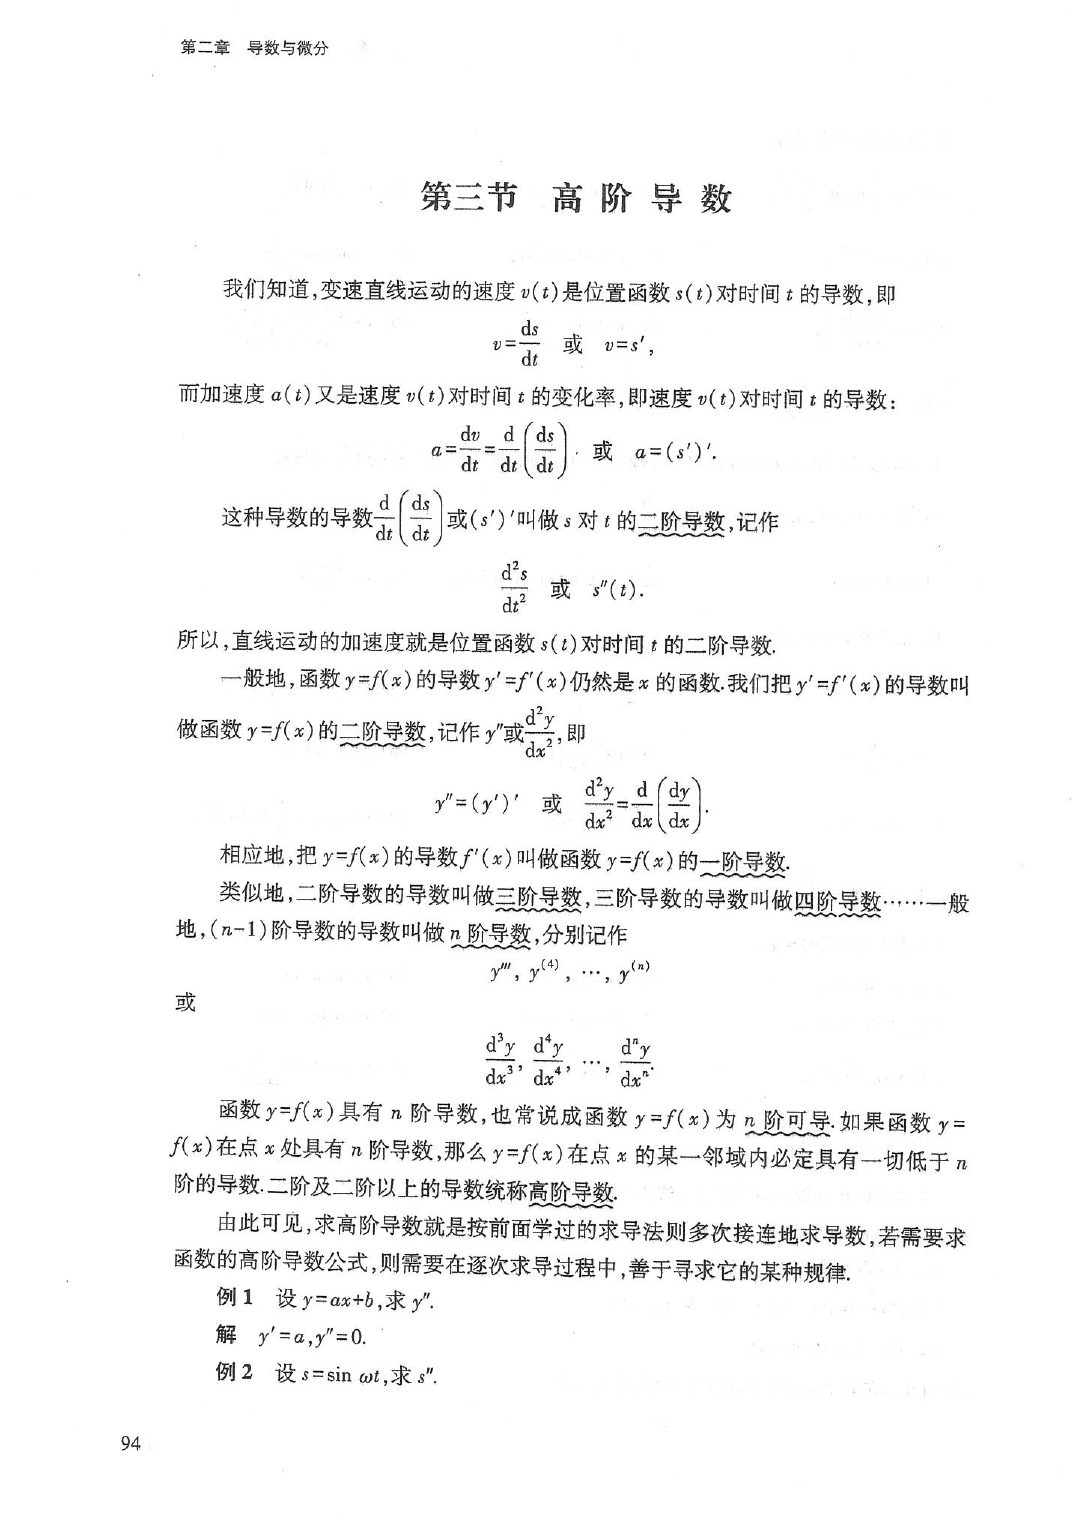 第二章 导数与微分
第三节 高阶导数
我们知道,变速直线运动的速度 v(t)是位置函数 s(t)对时间 t 的导数,即
v=ds/dt 或 v=s′,
而加速度 a(t)又是速度 v(t)对时间 t 的变化率,即速度 v(t)对时间 t 的导数:
a=dv/dt=d/dt(ds/dt) 或 a=(s′)′.
这种导数的导数d/dt(ds/dt)或(s′)′叫做 s 对 t 的二阶导数,记作
d²s/dt² 或 s″(t).
所以,直线运动的加速度就是位置函数 s(t)对时间 t 的二阶导数.
一般地,函数 y=f(x)的导数 y′=f′(x)仍然是 x 的函数.我们把 y′=f′(x)的导数叫
做函数 y=f(x)的二阶导数,记作 y″或d²y/dx²,即
y″=(y′)′ 或 d²y/dx²=d/dx(dy/dx).
相应地,把 y=f(x)的导数 f′(x)叫做函数 y=f(x)的一阶导数.
类似地,二阶导数的导数叫做三阶导数,三阶导数的导数叫做四阶导数……一般
地,(n-1)阶导数的导数叫做 n 阶导数,分别记作
y‴, y⁽⁴⁾, …, y⁽ⁿ⁾
或
d³y/dx³, d⁴y/dx⁴, …, dⁿy/dxⁿ.
函数 y=f(x)具有 n 阶导数,也常说成函数 y=f(x)为 n 阶可导.如果函数 y=
f(x)在点 x 处具有 n 阶导数,那么 y=f(x)在点 x 的某一邻域内必定具有一切低于 n
阶的导数.二阶及二阶以上的导数统称高阶导数.
由此可见,求高阶导数就是按前面学过的求导法则多次接连地求导数,若需要求
函数的高阶导数公式,则需要在逐次求导过程中,善于寻求它的某种规律.
例 1 设 y=ax+b,求 y″.
解 y′=a,y″=0.
例 2 设 s=sin ωt,求 s″.
94